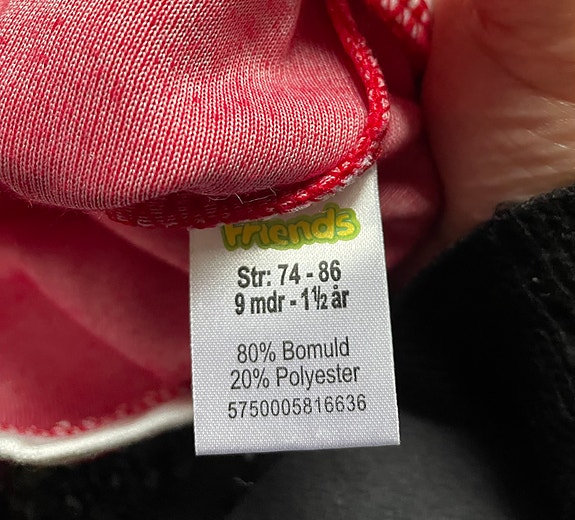 Friends
Str: 74 - 86
9 mdr - 1½ år
80% Bomuld
20% Polyester
5750005816636